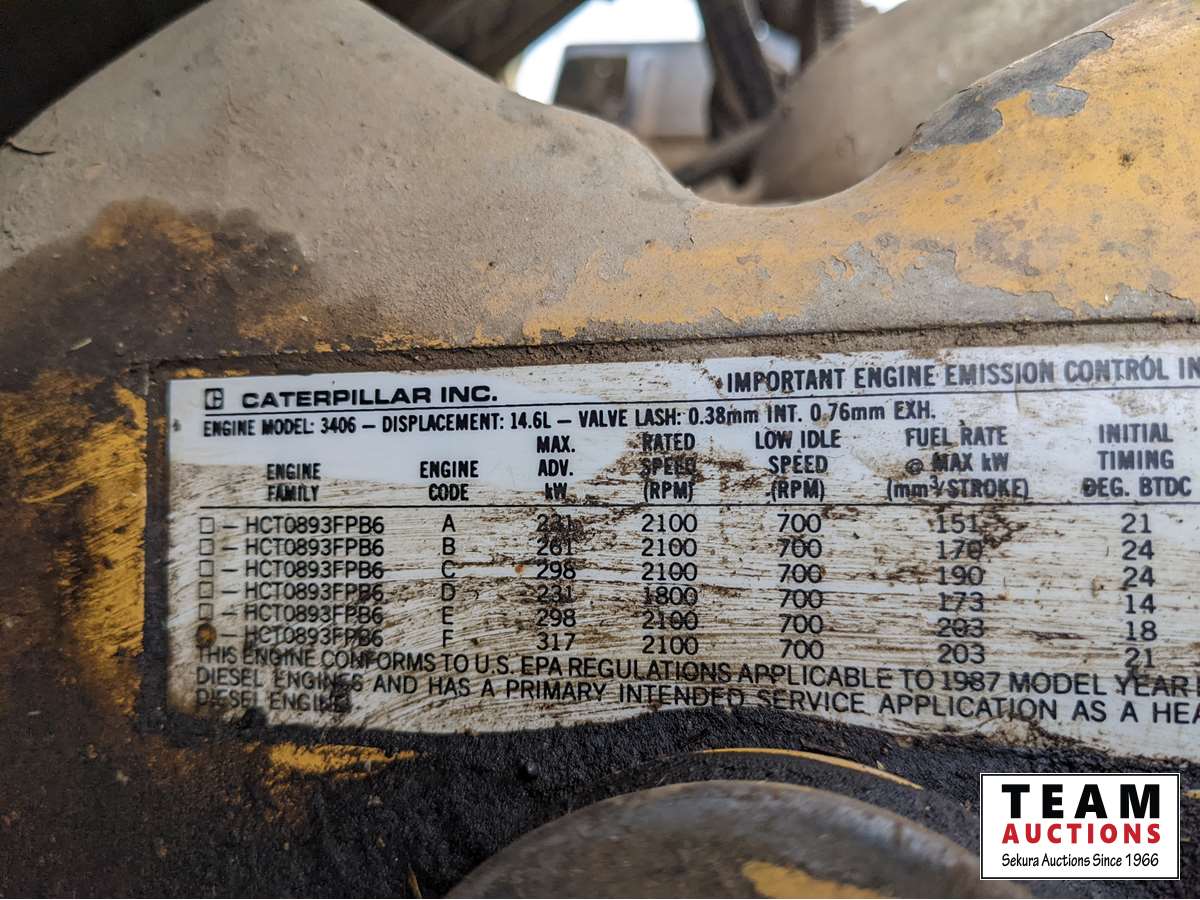 CATERPILLAR INC. IMPORTANT ENGINE EMISSION CONTROL IN
ENGINE MODEL: 3406 – DISPLACEMENT: 14.6L – VALVE LASH: 0.38mm INT. 0.76mm EXH.
MAX. RATED LOW IDLE FUEL RATE INITIAL
ENGINE ENGINE ADV. SPEED SPEED @ MAX kW TIMING
FAMILY CODE kW (RPM) (RPM) (mm³/STROKE) DEG. BTDC
☐ – HCT0893FPB6 A 231 2100 700 151 21
☐ – HCT0893FPB6 B 261 2100 700 170 24
☐ – HCT0893FPB6 C 298 2100 700 190 24
☐ – HCT0893FPB6 D 231 1800 700 173 14
☐ – HCT0893FPB6 E 298 2100 700 203 18
– HCT0893FPB6 F 317 2100 700 203 21
THIS ENGINE CONFORMS TO U.S. EPA REGULATIONS APPLICABLE TO 1987 MODEL YEAR
DIESEL ENGINES AND HAS A PRIMARY INTENDED SERVICE APPLICATION AS A HEA
DIESEL ENGINE.
TEAM
AUCTIONS
Sekura Auctions Since 1966